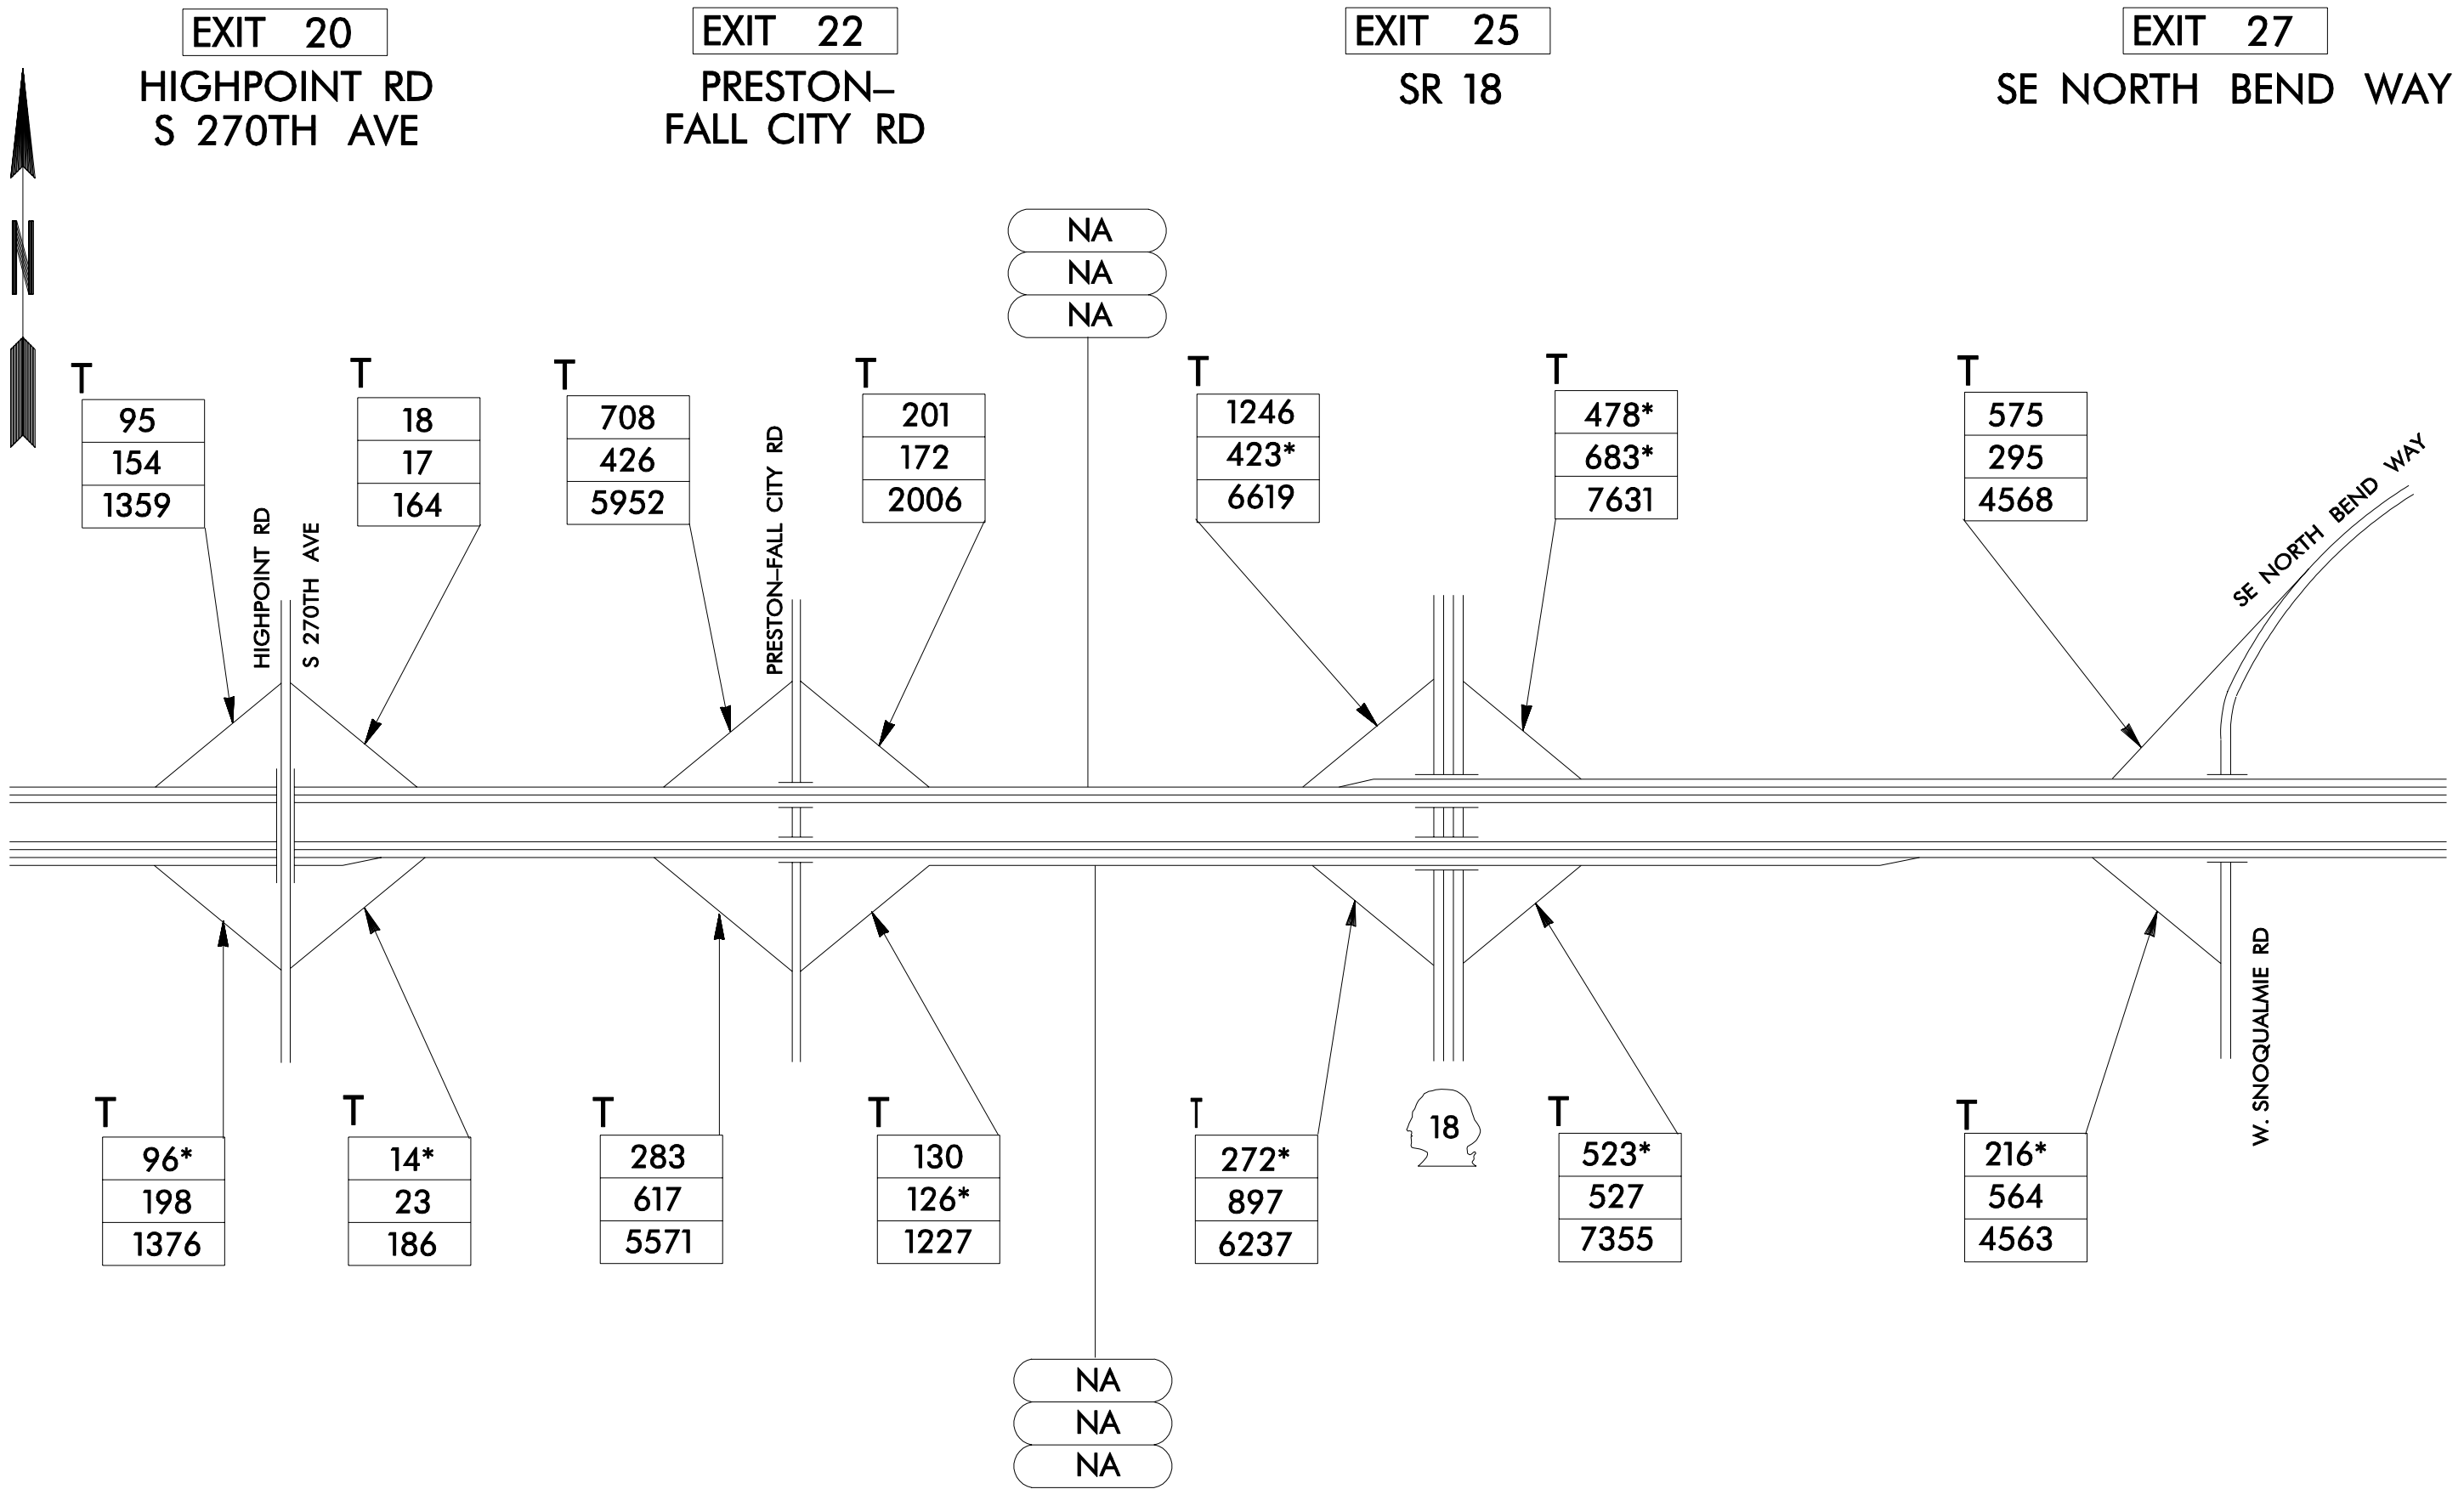 EXIT 20
HIGHPOINT RD
S 270TH AVE
EXIT 22
PRESTON–
FALL CITY RD
EXIT 25
SR 18
EXIT 27
SE NORTH BEND WAY
N
NA
NA
NA
T
95
154
1359
T
18
17
164
T
708
426
5952
T
201
172
2006
T
1246
423*
6619
T
478*
683*
7631
T
575
295
4568
HIGHPOINT RD
S 270TH AVE
PRESTON–FALL CITY RD
SE NORTH BEND WAY
W. SNOQUALMIE RD
T
96*
198
1376
T
14*
23
186
T
283
617
5571
T
130
126*
1227
T
272*
897
6237
18
T
523*
527
7355
T
216*
564
4563
NA
NA
NA